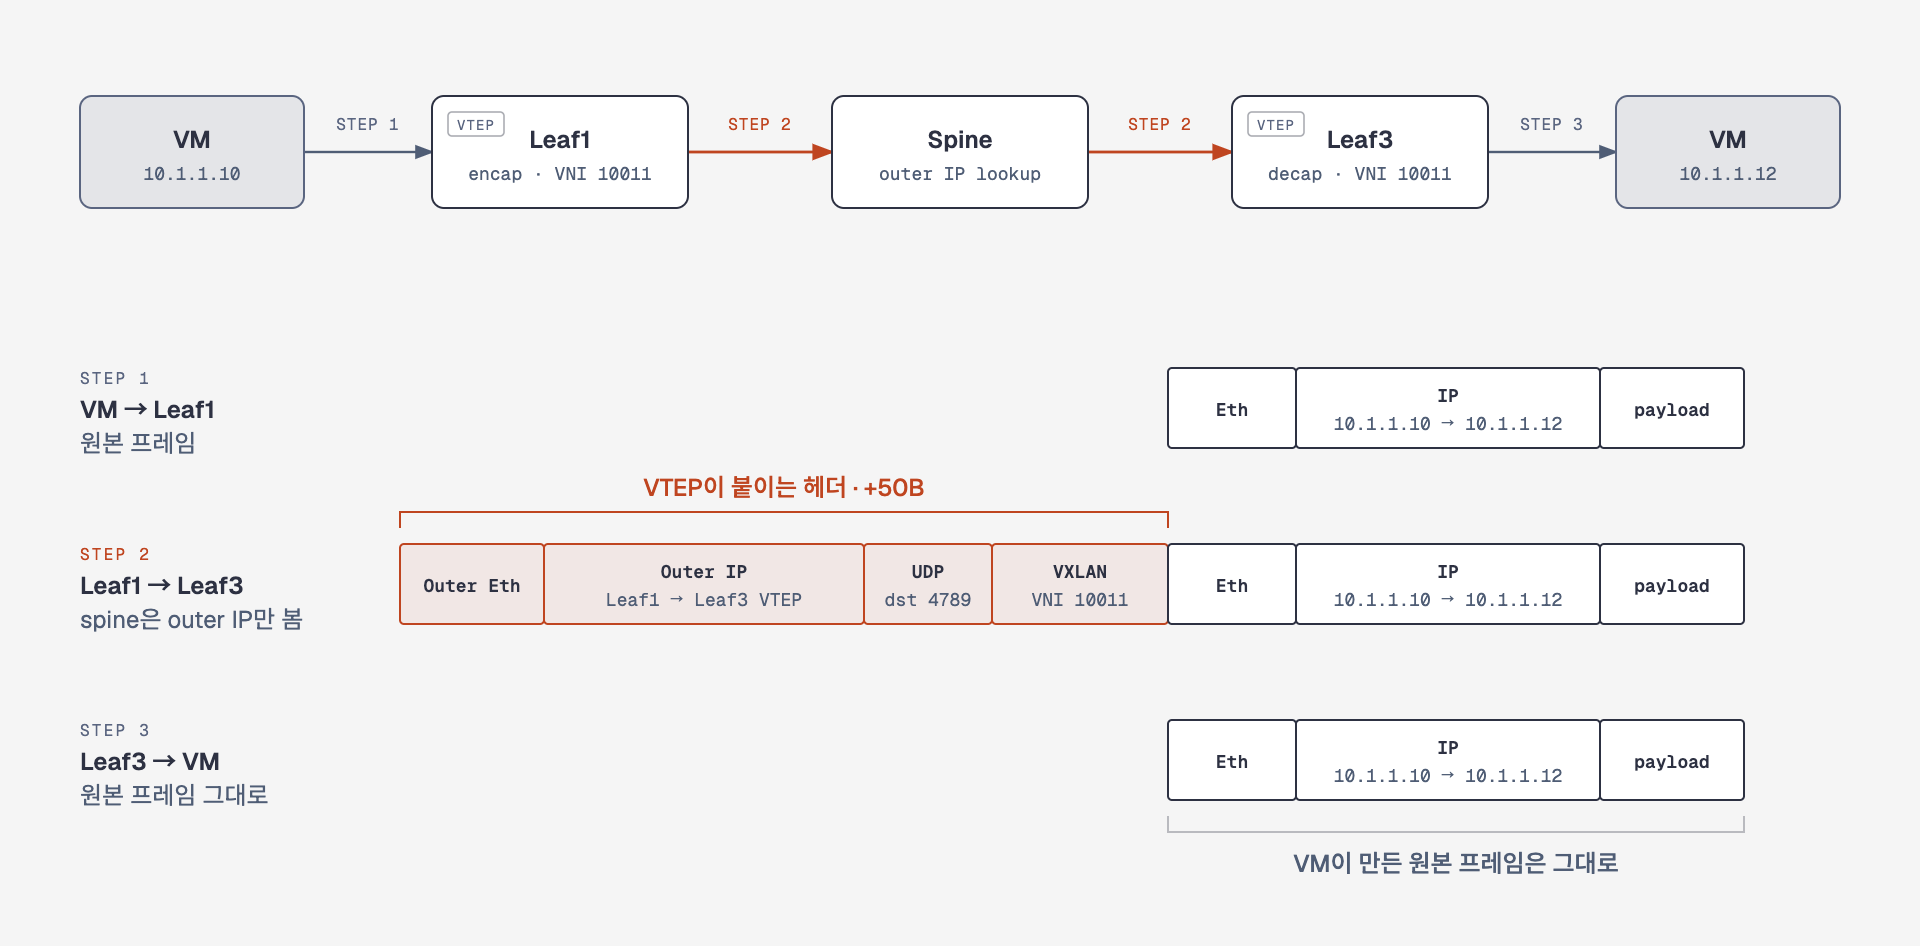 VM
10.1.1.10
STEP 1
VTEP
Leaf1
encap · VNI 10011
STEP 2
Spine
outer IP lookup
STEP 2
VTEP
Leaf3
decap · VNI 10011
STEP 3
VM
10.1.1.12
STEP 1
VM → Leaf1
원본 프레임
Eth
IP
10.1.1.10 → 10.1.1.12
payload
VTEP이 붙이는 헤더 · +50B
STEP 2
Leaf1 → Leaf3
spine은 outer IP만 봄
Outer Eth
Outer IP
Leaf1 → Leaf3 VTEP
UDP
dst 4789
VXLAN
VNI 10011
Eth
IP
10.1.1.10 → 10.1.1.12
payload
STEP 3
Leaf3 → VM
원본 프레임 그대로
Eth
IP
10.1.1.10 → 10.1.1.12
payload
VM이 만든 원본 프레임은 그대로